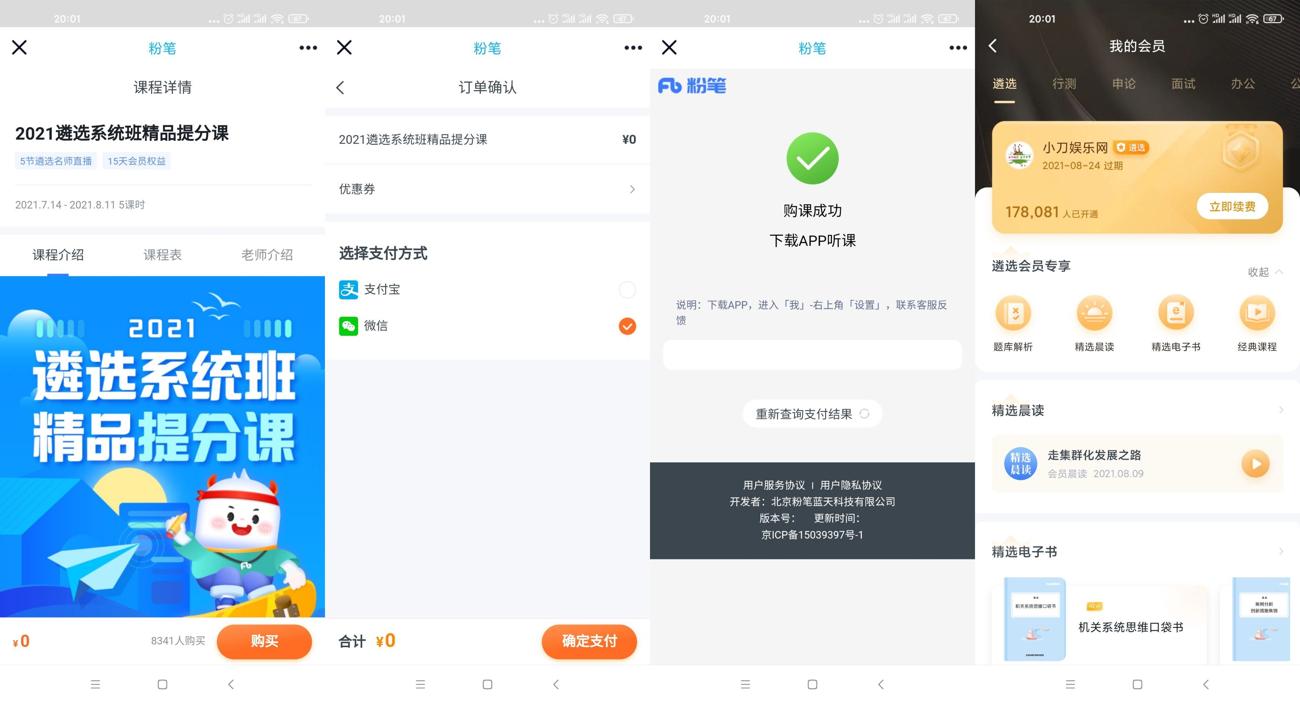 20:01
67
粉笔
课程详情
2021遴选系统班精品提分课
5节遴选名师直播
15天会员权益
2021.7.14 - 2021.8.11 5课时
课程介绍
课程表
老师介绍
2021
遴选系统班
精品提分课
¥0
8341人购买
购买
20:01
67
粉笔
订单确认
2021遴选系统班精品提分课
¥0
优惠券
选择支付方式
支付宝
微信
合计 ¥0
确定支付
20:01
67
粉笔
粉笔
购课成功
下载APP听课
说明：下载APP，进入「我」-右上角「设置」，联系客服反
馈
重新查询支付结果
用户服务协议 | 用户隐私协议
开发者：北京粉笔蓝天科技有限公司
版本号： 更新时间：
京ICP备15039397号-1
20:01
67
我的会员
遴选
行测
申论
面试
办公
公
小刀娱乐网
遴选
2021-08-24 过期
178,081 人已开通
立即续费
遴选会员专享
收起
题库解析
精选晨读
精选电子书
经典课程
精选晨读
精选
晨读
走集群化发展之路
会员晨读 2021.08.09
精选电子书
机关系统思维口袋书
机关系统思维口袋书